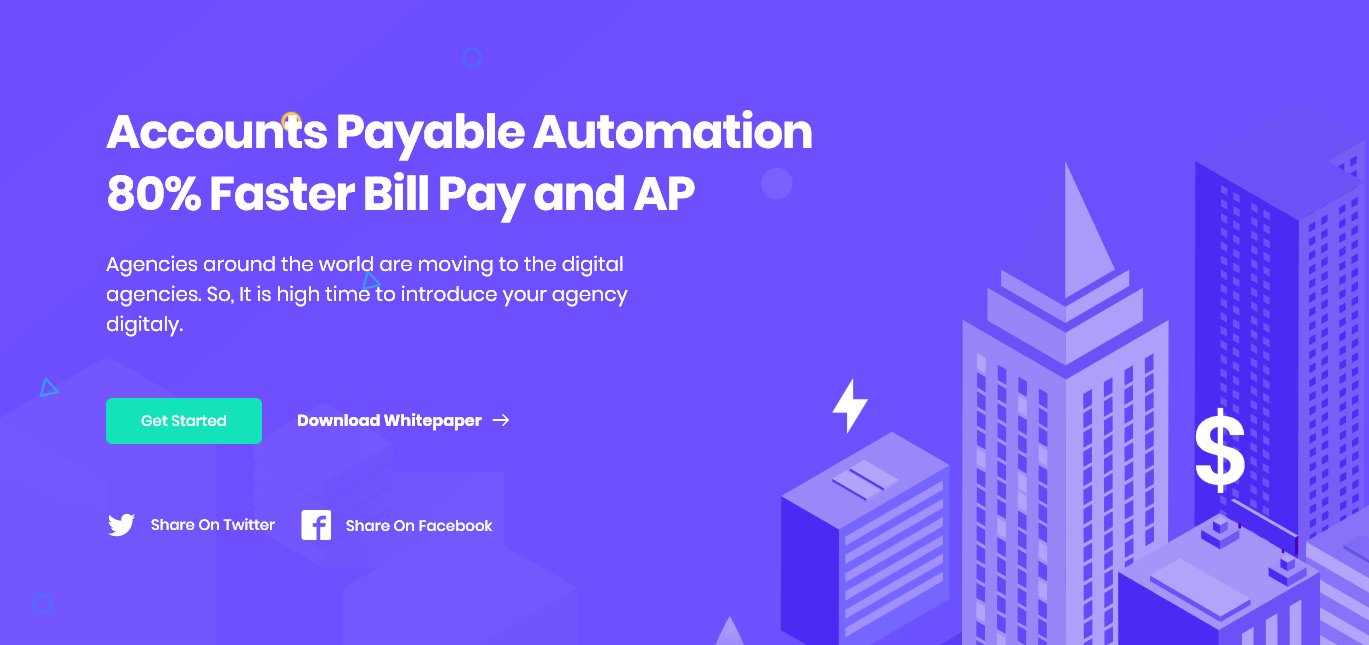 Accounts Payable Automation
80% Faster Bill Pay and AP
Agencies around the world are moving to the digital
agencies. So, It is high time to introduce your agency
digitaly.
Get Started
Download Whitepaper →
Share On Twitter
Share On Facebook
$